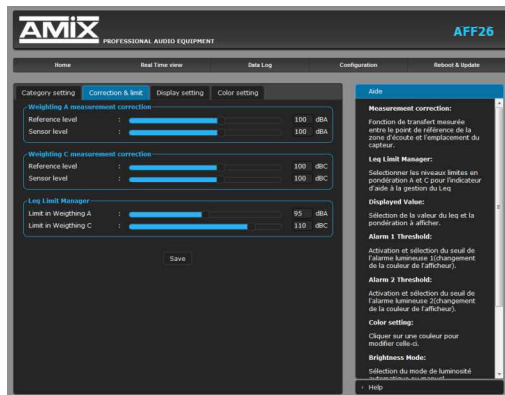 AMiX
PROFESSIONAL AUDIO EQUIPMENT
AFF26
Home
Real Time view
Data Log
Configuration
Reboot & Update
Category setting
Correction & limit
Display setting
Color setting
Weighting A measurement correction
Reference level : 100 dBA
Sensor level : 100 dBA
Weighting C measurement correction
Reference level : 100 dBC
Sensor level : 100 dBC
Leq Limit Manager
Limit in Weigthing A : 95 dBA
Limit in Weigthing C : 110 dBC
Save
Aide
Measurement correction:
Fonction de transfert mesurée
entre le point de référence de la
zone d'écoute et l'emplacement du
capteur.
Leq Limit Manager:
Selectionner les niveaux limites en
pondération A et C pour l'indicateur
d'aide à la gestion du Leq
Displayed Value:
Sélection de la valeur du leq et la
pondération à afficher.
Alarm 1 Threshold:
Activation et sélection du seuil de
l'alarme lumineuse 1(changement
de la couleur de l'afficheur).
Alarm 2 Threshold:
Activation et sélection du seuil de
l'alarme lumineuse 2(changement
de la couleur de l'afficheur).
Color setting:
Cliquer sur une couleur pour
modifier celle-ci.
Brightness Mode:
Sélection du mode de luminosité
automatique ou manuel
Help